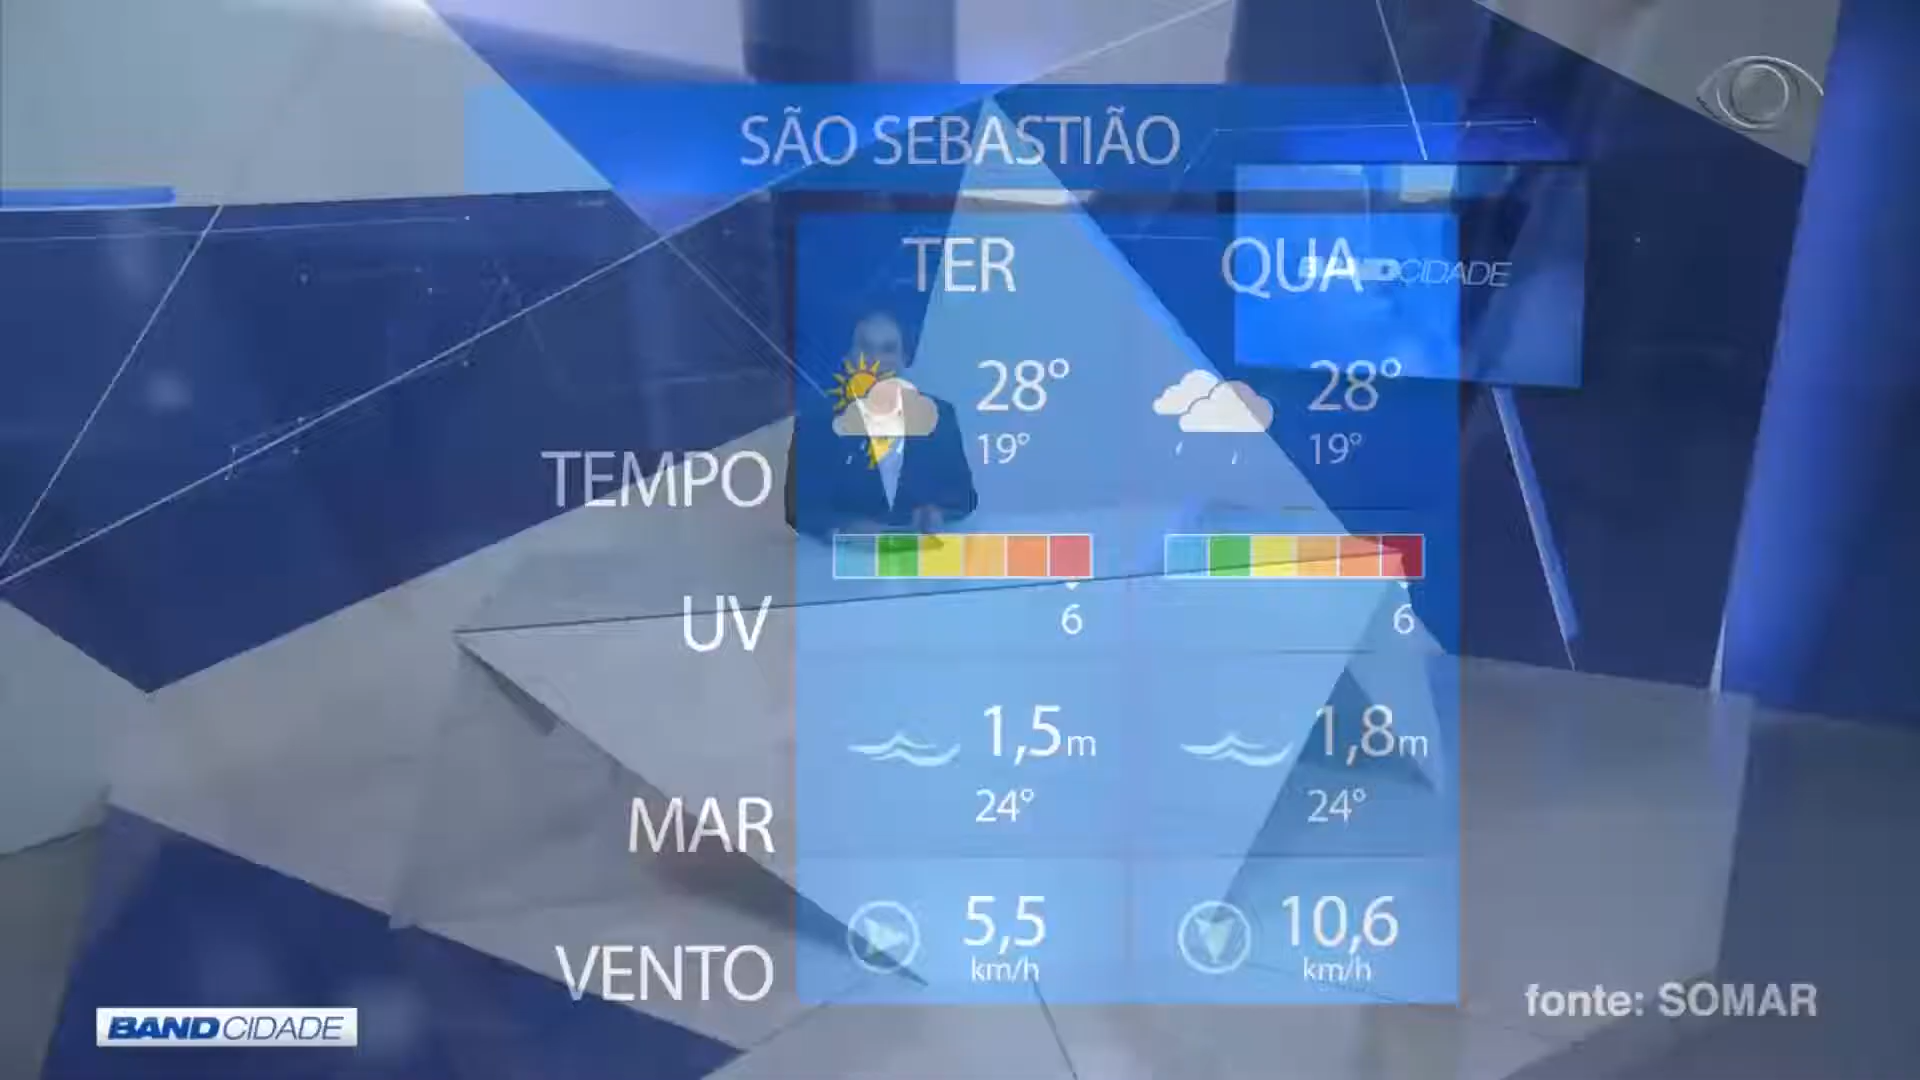 SÃO SEBASTIÃO
TER QUA
BANDCIDADE
28° 28°
19° 19°
TEMPO
UV
6 6
1,5m 1,8m
24° 24°
MAR
5,5 10,6
km/h km/h
VENTO
fonte: SOMAR
BANDCIDADE